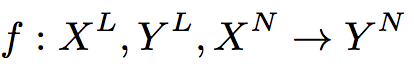 f : X^L, Y^L, X^N → Y^N